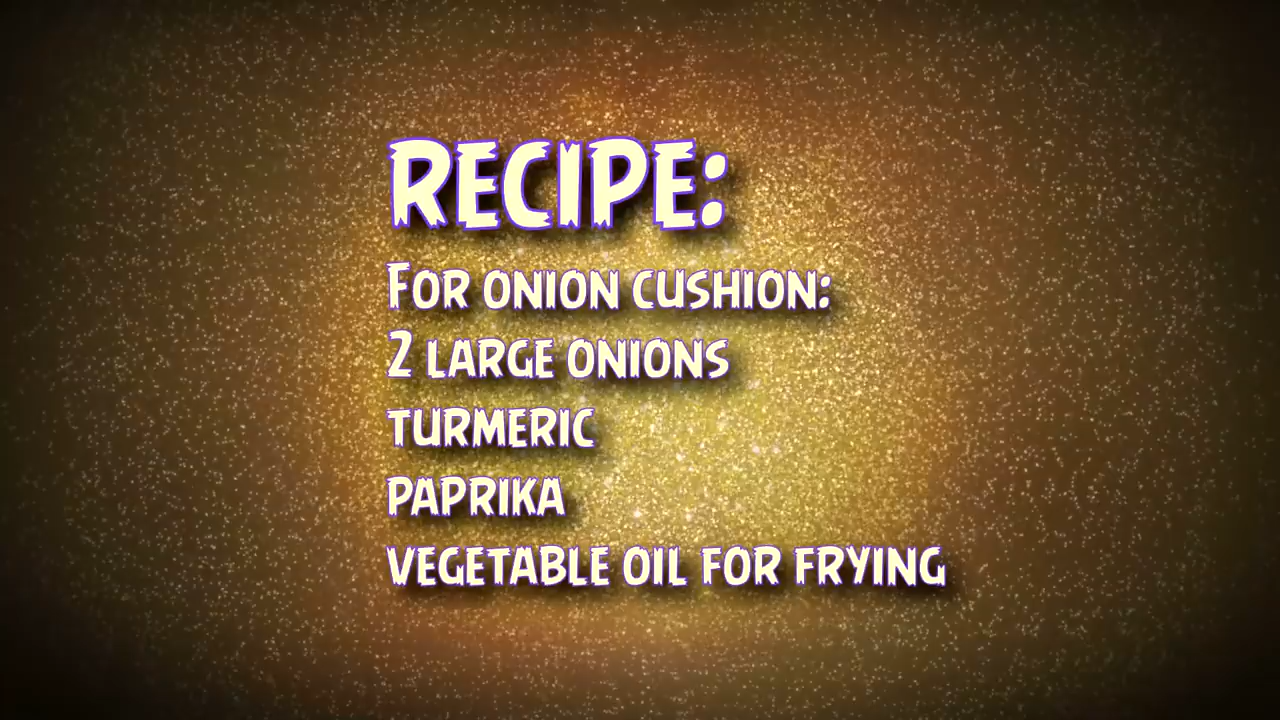 RECIPE:
FOR ONION CUSHION:
2 LARGE ONIONS
TURMERIC
PAPRIKA
VEGETABLE OIL FOR FRYING